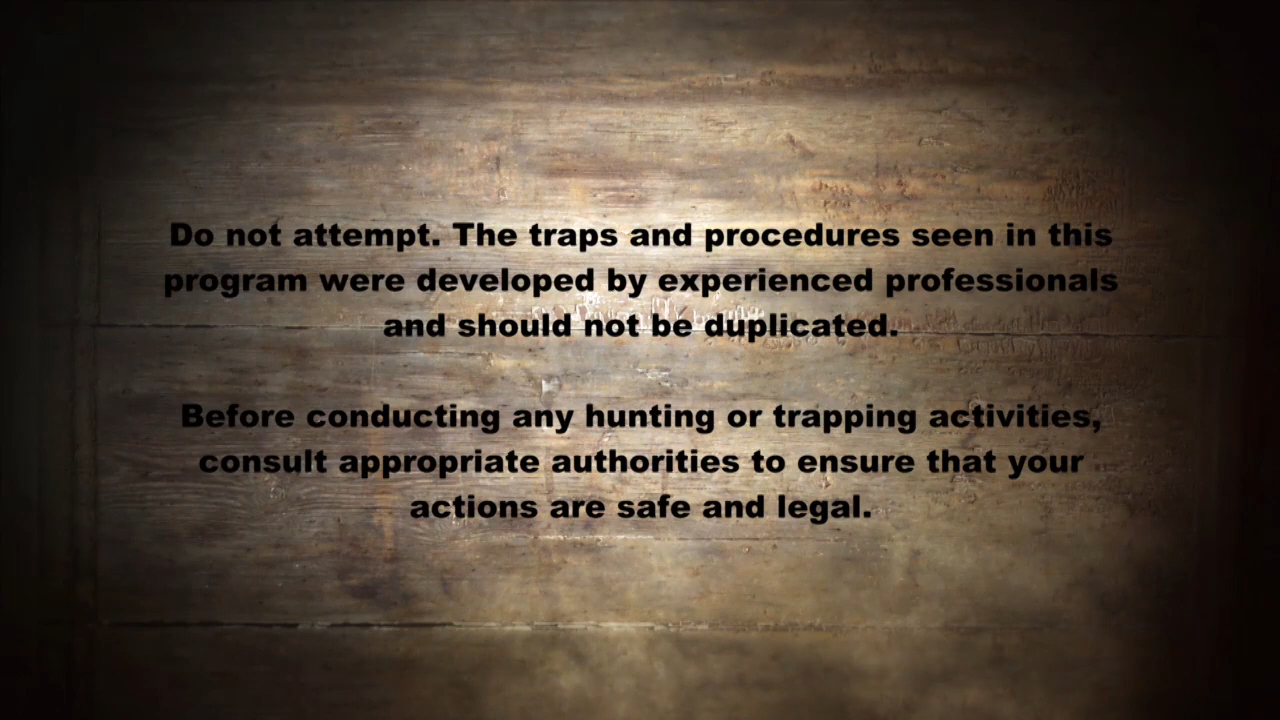 Do not attempt. The traps and procedures seen in this
program were developed by experienced professionals
and should not be duplicated.
Before conducting any hunting or trapping activities,
consult appropriate authorities to ensure that your
actions are safe and legal.